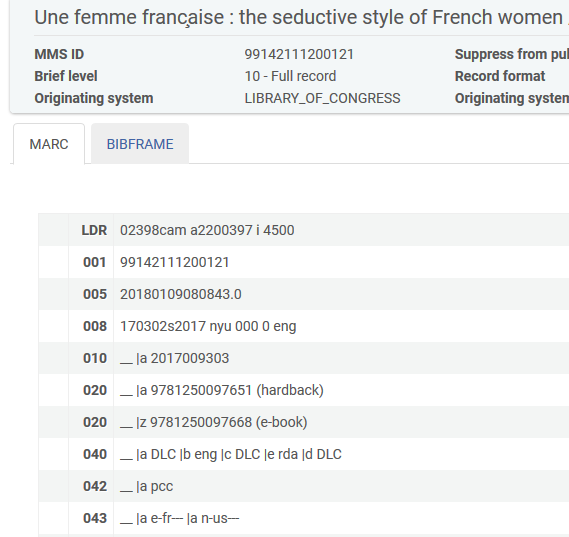 Une femme française : the seductive style of French women
MMS ID 99142111200121 Suppress from pu
Brief level 10 - Full record Record format
Originating system LIBRARY_OF_CONGRESS Originating system
MARC BIBFRAME
LDR 02398cam a2200397 i 4500
001 99142111200121
005 20180109080843.0
008 170302s2017 nyu 000 0 eng
010 __ |a 2017009303
020 __ |a 9781250097651 (hardback)
020 __ |z 9781250097668 (e-book)
040 __ |a DLC |b eng |c DLC |e rda |d DLC
042 __ |a pcc
043 __ |a e-fr--- |a n-us---